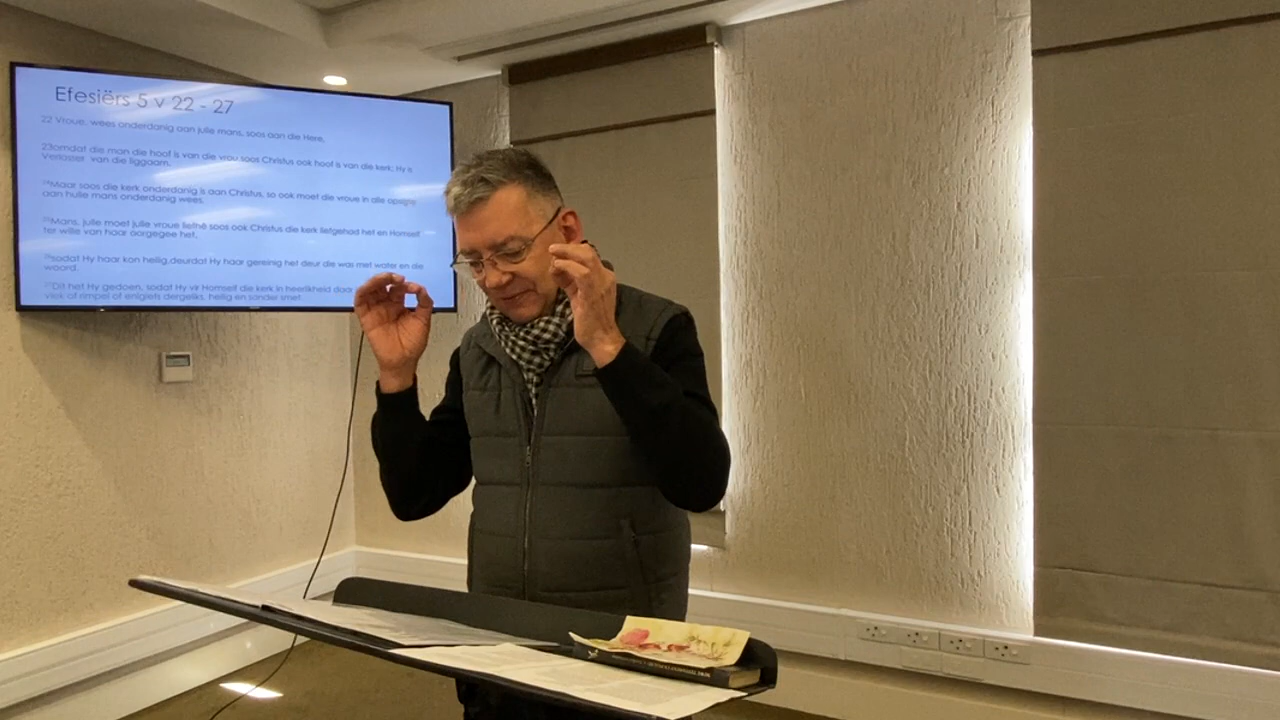 Efesiërs 5 v 22 - 27
22 Vroue, wees onderdanig aan julle mans, soos aan die Here,
23omdat die man die hoof is van die vrou soos Christus ook hoof is van die kerk; Hy is
Verlosser van die liggaam.
24Maar soos die kerk onderdanig is aan Christus, so ook moet die vroue in alle opsigte
aan hulle mans onderdanig wees.
25Mans, julle moet julle vroue liefhê soos ook Christus die kerk liefgehad het en Homself
ter wille van haar oorgegee het,
26sodat Hy haar kon heilig,deurdat Hy haar gereinig het deur die was met water en die
woord.
27Dit het Hy gedoen, sodat Hy vir Homself die kerk in heerlikheid
vlek of rimpel of enigiets dergeliks, heilig en sonder smet.